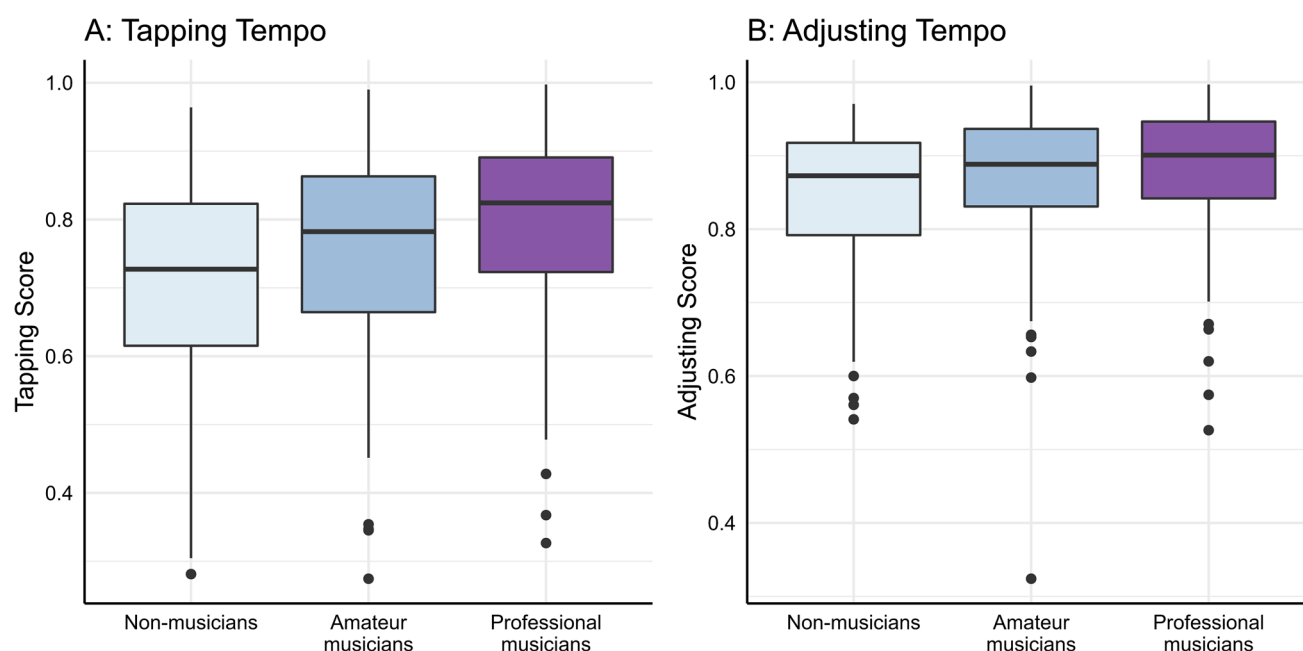 A: Tapping Tempo
Tapping Score
1.0
0.8
0.6
0.4
Non-musicians
Amateur
musicians
Professional
musicians
B: Adjusting Tempo
Adjusting Score
1.0
0.8
0.6
0.4
Non-musicians
Amateur
musicians
Professional
musicians